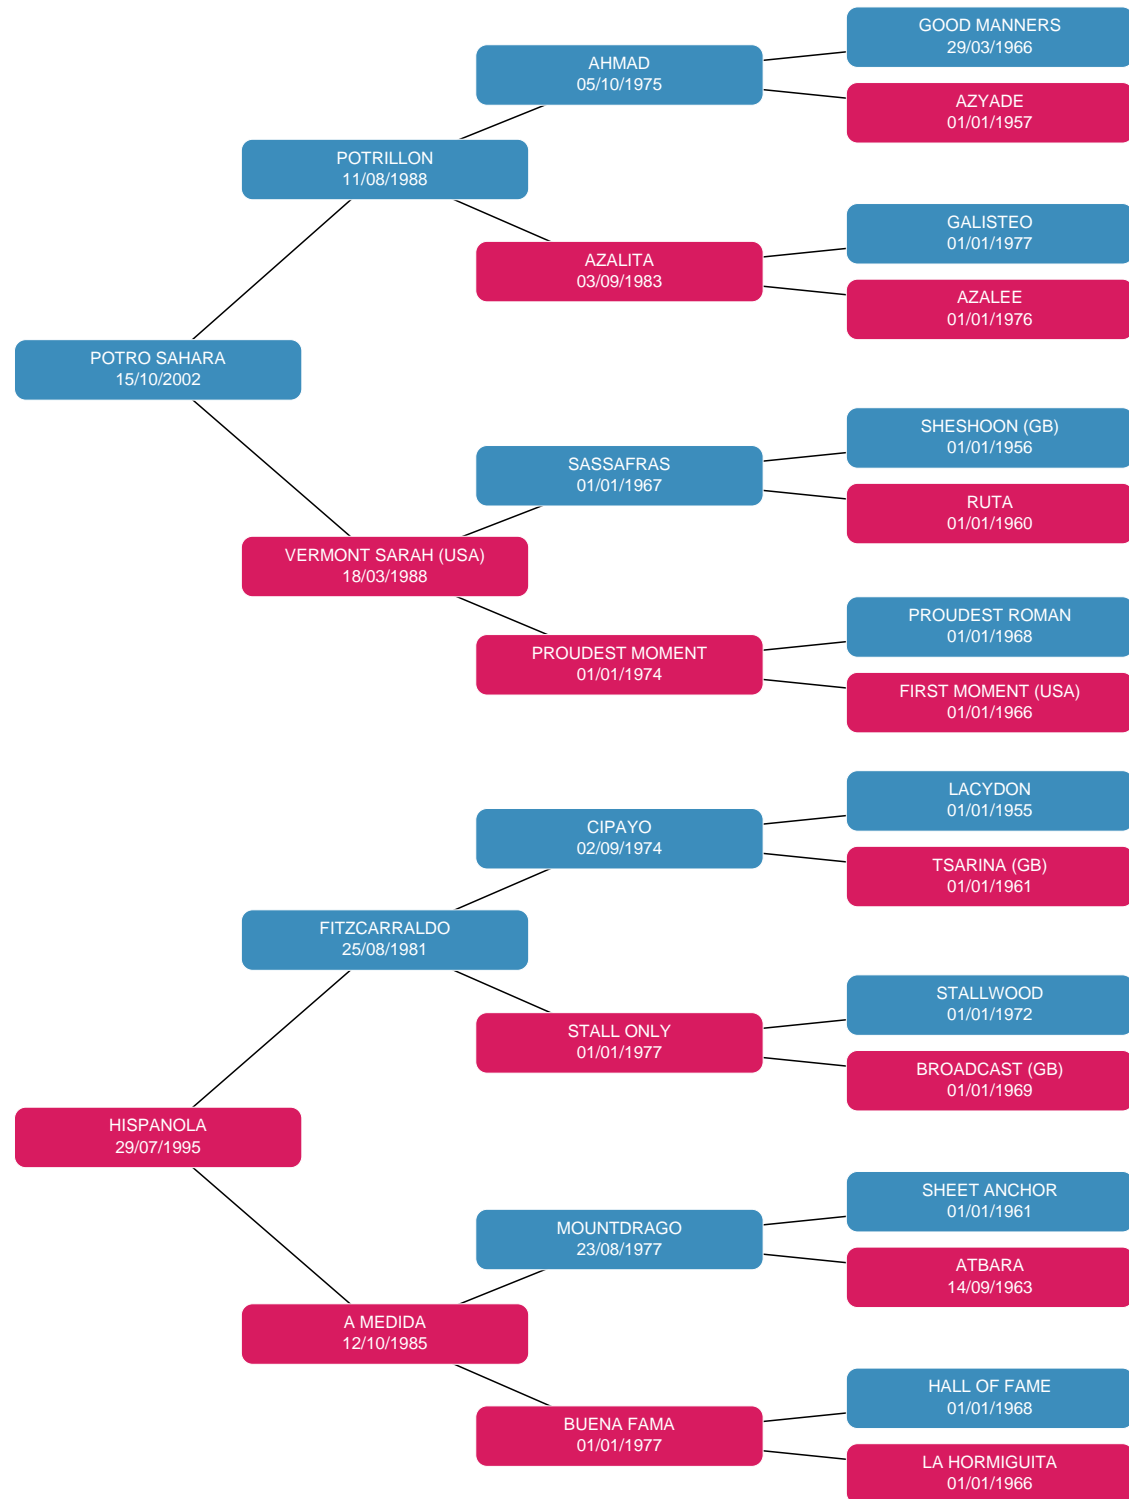 GOOD MANNERS
29/03/1966
AHMAD
05/10/1975
AZYADE
01/01/1957
POTRILLON
11/08/1988
GALISTEO
01/01/1977
AZALITA
03/09/1983
AZALEE
01/01/1976
POTRO SAHARA
15/10/2002
SHESHOON (GB)
01/01/1956
SASSAFRAS
01/01/1967
RUTA
01/01/1960
VERMONT SARAH (USA)
18/03/1988
PROUDEST ROMAN
01/01/1968
PROUDEST MOMENT
01/01/1974
FIRST MOMENT (USA)
01/01/1966
LACYDON
01/01/1955
CIPAYO
02/09/1974
TSARINA (GB)
01/01/1961
FITZCARRALDO
25/08/1981
STALLWOOD
01/01/1972
STALL ONLY
01/01/1977
BROADCAST (GB)
01/01/1969
HISPANOLA
29/07/1995
SHEET ANCHOR
01/01/1961
MOUNTDRAGO
23/08/1977
ATBARA
14/09/1963
A MEDIDA
12/10/1985
HALL OF FAME
01/01/1968
BUENA FAMA
01/01/1977
LA HORMIGUITA
01/01/1966